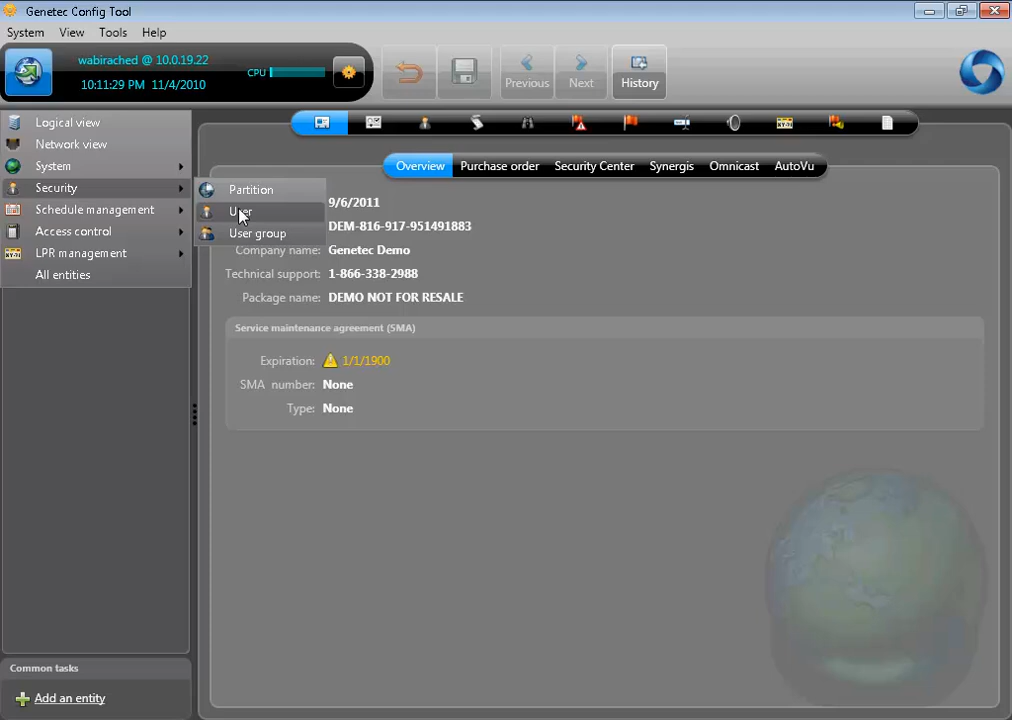 Genetec Config Tool
System View Tools Help
wabirached @ 10.0.19.22
10:11:29 PM 11/4/2010
CPU
Previous
Next
History
Logical view
Network view
System
Security
Schedule management
Access control
LPR management
All entities
Partition
User
User group
Overview Purchase order Security Center Synergis Omnicast AutoVu
9/6/2011
DEM-816-917-951491883
Company name: Genetec Demo
Technical support: 1-866-338-2988
Package name: DEMO NOT FOR RESALE
Service maintenance agreement (SMA)
Expiration: 1/1/1900
SMA number: None
Type: None
Common tasks
Add an entity